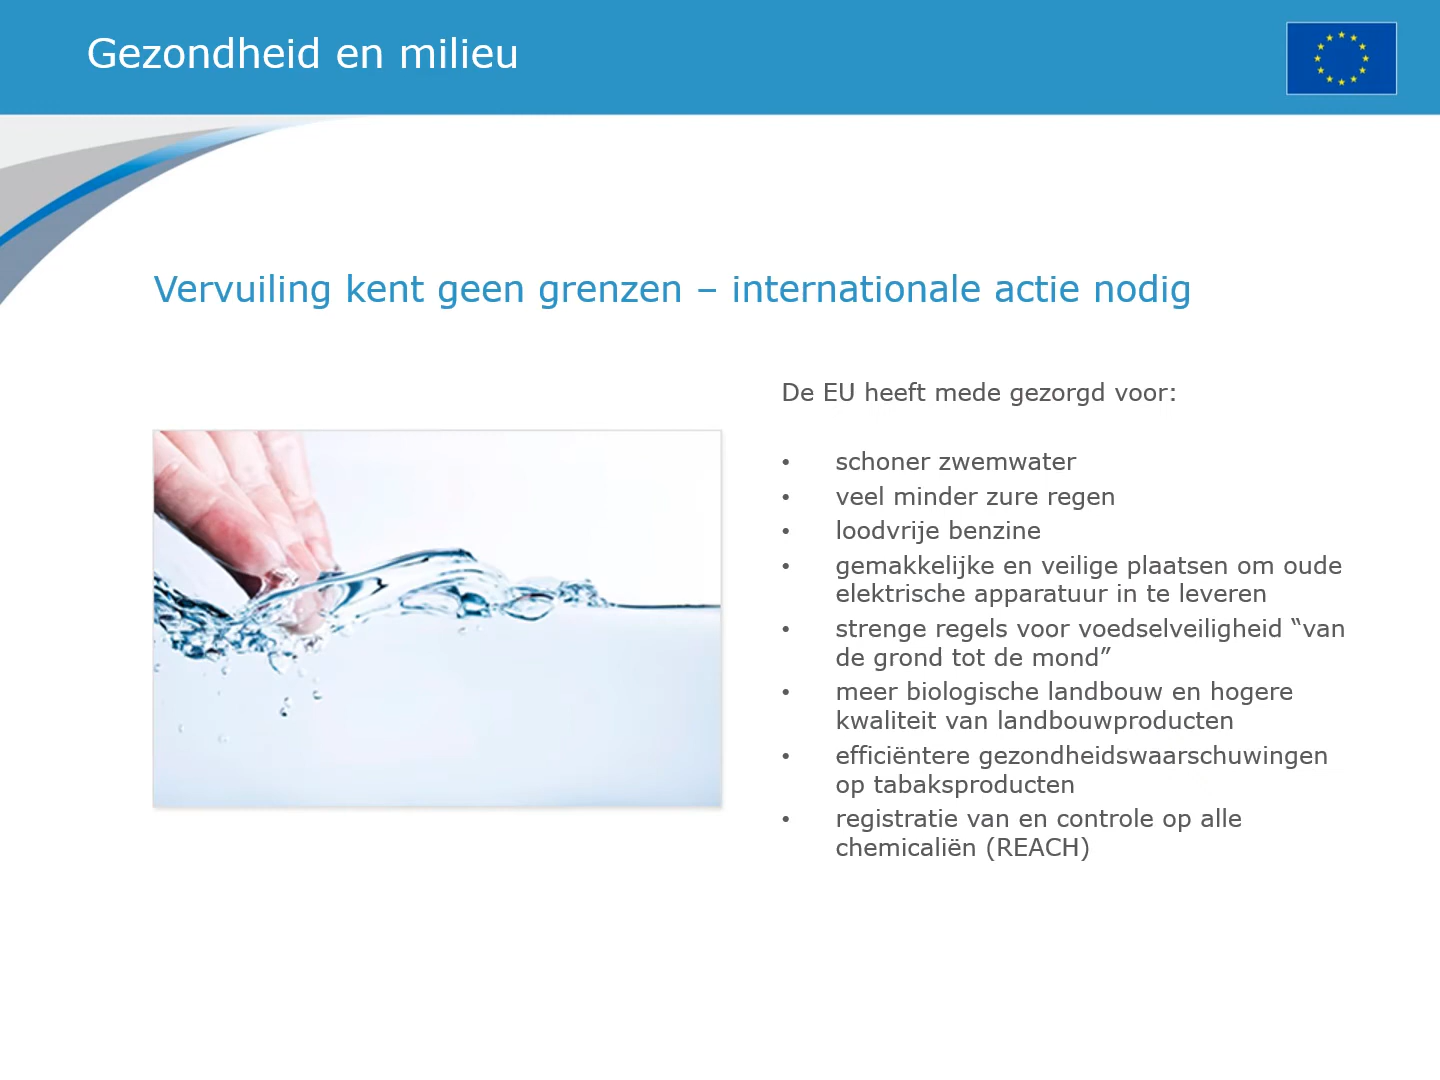 Gezondheid en milieu
Vervuiling kent geen grenzen – internationale actie nodig
De EU heeft mede gezorgd voor:
• schoner zwemwater
• veel minder zure regen
• loodvrije benzine
• gemakkelijke en veilige plaatsen om oude
elektrische apparatuur in te leveren
• strenge regels voor voedselveiligheid “van
de grond tot de mond”
• meer biologische landbouw en hogere
kwaliteit van landbouwproducten
• efficiëntere gezondheidswaarschuwingen
op tabaksproducten
• registratie van en controle op alle
chemicaliën (REACH)